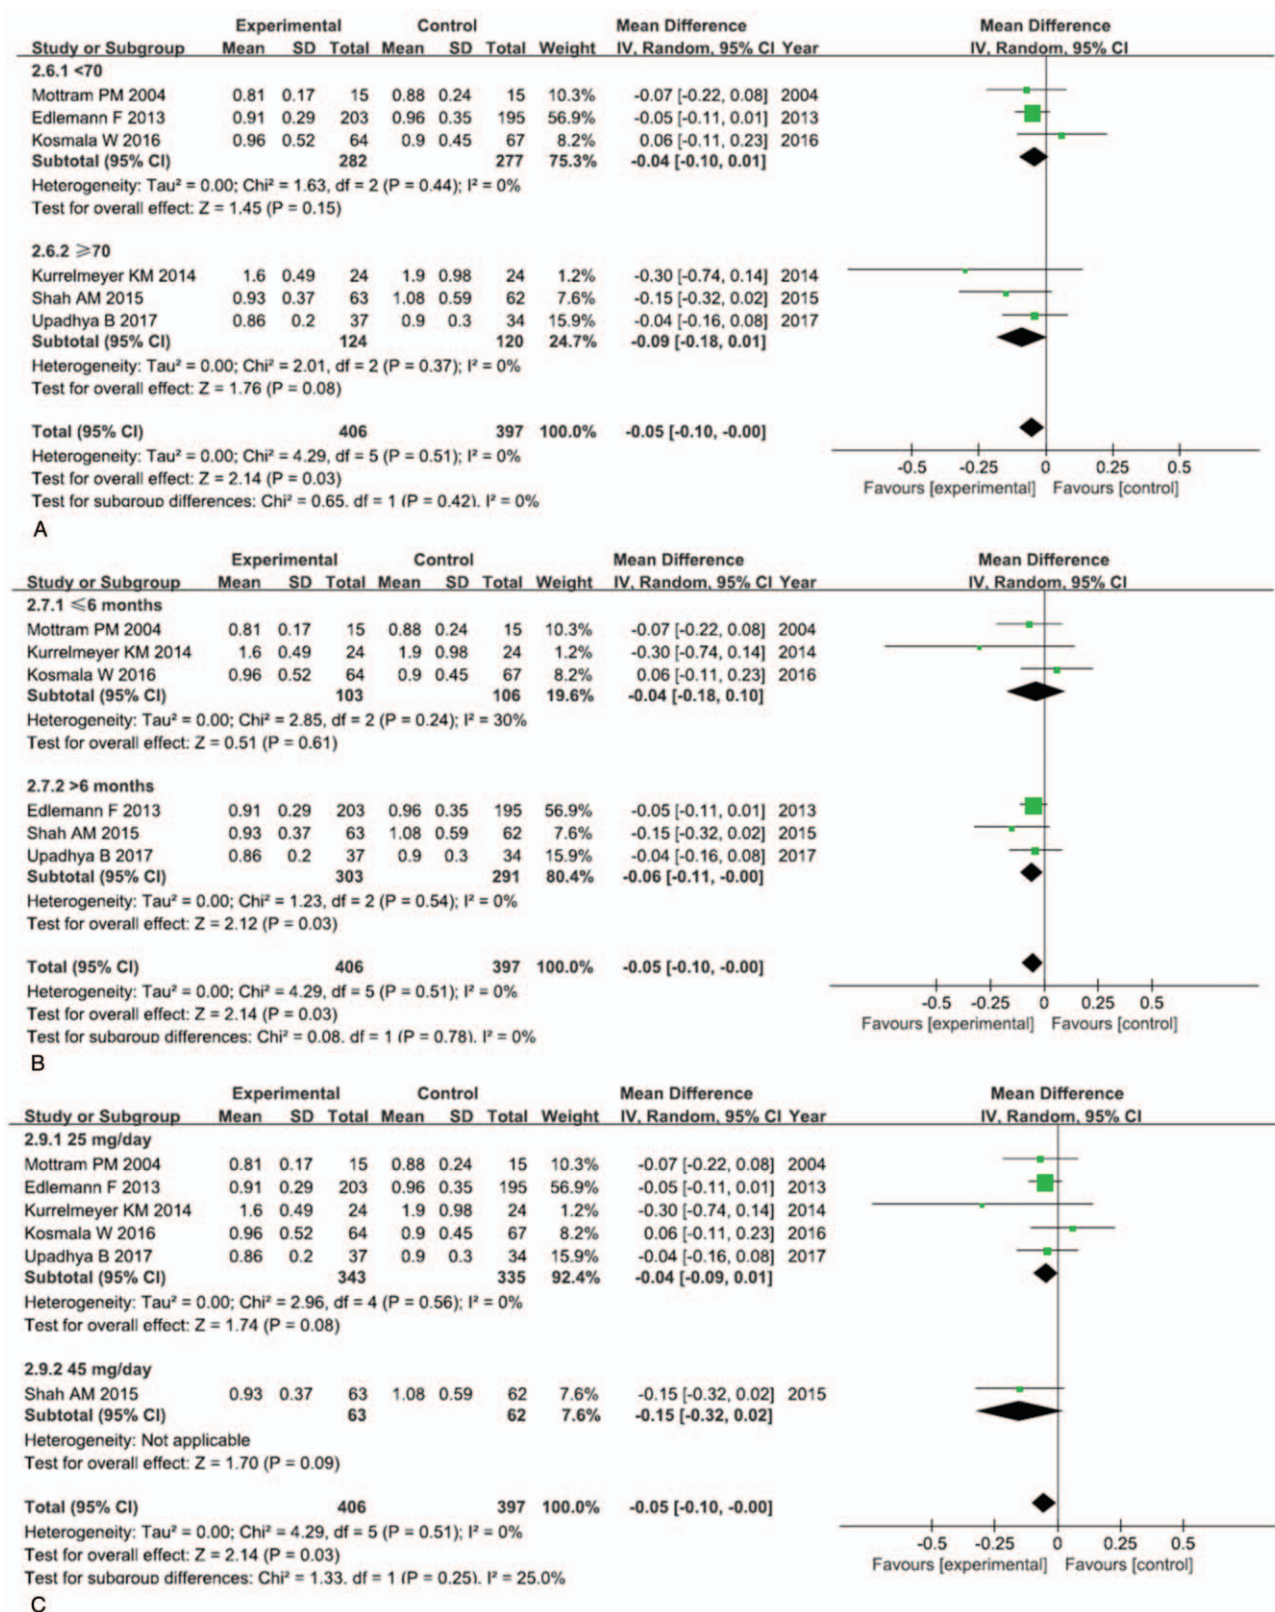 Experimental Control Mean Difference Mean Difference
Study or Subgroup Mean SD Total Mean SD Total Weight IV, Random, 95% CI Year IV, Random, 95% CI
2.6.1 <70
Mottram PM 2004 0.81 0.17 15 0.88 0.24 15 10.3% -0.07 [-0.22, 0.08] 2004
Edlemann F 2013 0.91 0.29 203 0.96 0.35 195 56.9% -0.05 [-0.11, 0.01] 2013
Kosmala W 2016 0.96 0.52 64 0.9 0.45 67 8.2% 0.06 [-0.11, 0.23] 2016
Subtotal (95% CI) 282 277 75.3% -0.04 [-0.10, 0.01]
Heterogeneity: Tau² = 0.00; Chi² = 1.63, df = 2 (P = 0.44); I² = 0%
Test for overall effect: Z = 1.45 (P = 0.15)
2.6.2 ≥70
Kurrelmeyer KM 2014 1.6 0.49 24 1.9 0.98 24 1.2% -0.30 [-0.74, 0.14] 2014
Shah AM 2015 0.93 0.37 63 1.08 0.59 62 7.6% -0.15 [-0.32, 0.02] 2015
Upadhya B 2017 0.86 0.2 37 0.9 0.3 34 15.9% -0.04 [-0.16, 0.08] 2017
Subtotal (95% CI) 124 120 24.7% -0.09 [-0.18, 0.01]
Heterogeneity: Tau² = 0.00; Chi² = 2.01, df = 2 (P = 0.37); I² = 0%
Test for overall effect: Z = 1.76 (P = 0.08)
Total (95% CI) 406 397 100.0% -0.05 [-0.10, -0.00]
Heterogeneity: Tau² = 0.00; Chi² = 4.29, df = 5 (P = 0.51); I² = 0%
Test for overall effect: Z = 2.14 (P = 0.03)
Test for subgroup differences: Chi² = 0.65. df = 1 (P = 0.42). I² = 0%
-0.5 -0.25 0 0.25 0.5
Favours [experimental] Favours [control]
A
Experimental Control Mean Difference Mean Difference
Study or Subgroup Mean SD Total Mean SD Total Weight IV, Random, 95% CI Year IV, Random, 95% CI
2.7.1 ≤6 months
Mottram PM 2004 0.81 0.17 15 0.88 0.24 15 10.3% -0.07 [-0.22, 0.08] 2004
Kurrelmeyer KM 2014 1.6 0.49 24 1.9 0.98 24 1.2% -0.30 [-0.74, 0.14] 2014
Kosmala W 2016 0.96 0.52 64 0.9 0.45 67 8.2% 0.06 [-0.11, 0.23] 2016
Subtotal (95% CI) 103 106 19.6% -0.04 [-0.18, 0.10]
Heterogeneity: Tau² = 0.00; Chi² = 2.85, df = 2 (P = 0.24); I² = 30%
Test for overall effect: Z = 0.51 (P = 0.61)
2.7.2 >6 months
Edlemann F 2013 0.91 0.29 203 0.96 0.35 195 56.9% -0.05 [-0.11, 0.01] 2013
Shah AM 2015 0.93 0.37 63 1.08 0.59 62 7.6% -0.15 [-0.32, 0.02] 2015
Upadhya B 2017 0.86 0.2 37 0.9 0.3 34 15.9% -0.04 [-0.16, 0.08] 2017
Subtotal (95% CI) 303 291 80.4% -0.06 [-0.11, -0.00]
Heterogeneity: Tau² = 0.00; Chi² = 1.23, df = 2 (P = 0.54); I² = 0%
Test for overall effect: Z = 2.12 (P = 0.03)
Total (95% CI) 406 397 100.0% -0.05 [-0.10, -0.00]
Heterogeneity: Tau² = 0.00; Chi² = 4.29, df = 5 (P = 0.51); I² = 0%
Test for overall effect: Z = 2.14 (P = 0.03)
Test for subgroup differences: Chi² = 0.08. df = 1 (P = 0.78). I² = 0%
-0.5 -0.25 0 0.25 0.5
Favours [experimental] Favours [control]
B
Experimental Control Mean Difference Mean Difference
Study or Subgroup Mean SD Total Mean SD Total Weight IV, Random, 95% CI Year IV, Random, 95% CI
2.9.1 25 mg/day
Mottram PM 2004 0.81 0.17 15 0.88 0.24 15 10.3% -0.07 [-0.22, 0.08] 2004
Edlemann F 2013 0.91 0.29 203 0.96 0.35 195 56.9% -0.05 [-0.11, 0.01] 2013
Kurrelmeyer KM 2014 1.6 0.49 24 1.9 0.98 24 1.2% -0.30 [-0.74, 0.14] 2014
Kosmala W 2016 0.96 0.52 64 0.9 0.45 67 8.2% 0.06 [-0.11, 0.23] 2016
Upadhya B 2017 0.86 0.2 37 0.9 0.3 34 15.9% -0.04 [-0.16, 0.08] 2017
Subtotal (95% CI) 343 335 92.4% -0.04 [-0.09, 0.01]
Heterogeneity: Tau² = 0.00; Chi² = 2.96, df = 4 (P = 0.56); I² = 0%
Test for overall effect: Z = 1.74 (P = 0.08)
2.9.2 45 mg/day
Shah AM 2015 0.93 0.37 63 1.08 0.59 62 7.6% -0.15 [-0.32, 0.02] 2015
Subtotal (95% CI) 63 62 7.6% -0.15 [-0.32, 0.02]
Heterogeneity: Not applicable
Test for overall effect: Z = 1.70 (P = 0.09)
Total (95% CI) 406 397 100.0% -0.05 [-0.10, -0.00]
Heterogeneity: Tau² = 0.00; Chi² = 4.29, df = 5 (P = 0.51); I² = 0%
Test for overall effect: Z = 2.14 (P = 0.03)
Test for subgroup differences: Chi² = 1.33. df = 1 (P = 0.25). I² = 25.0%
-0.5 -0.25 0 0.25 0.5
Favours [experimental] Favours [control]
C